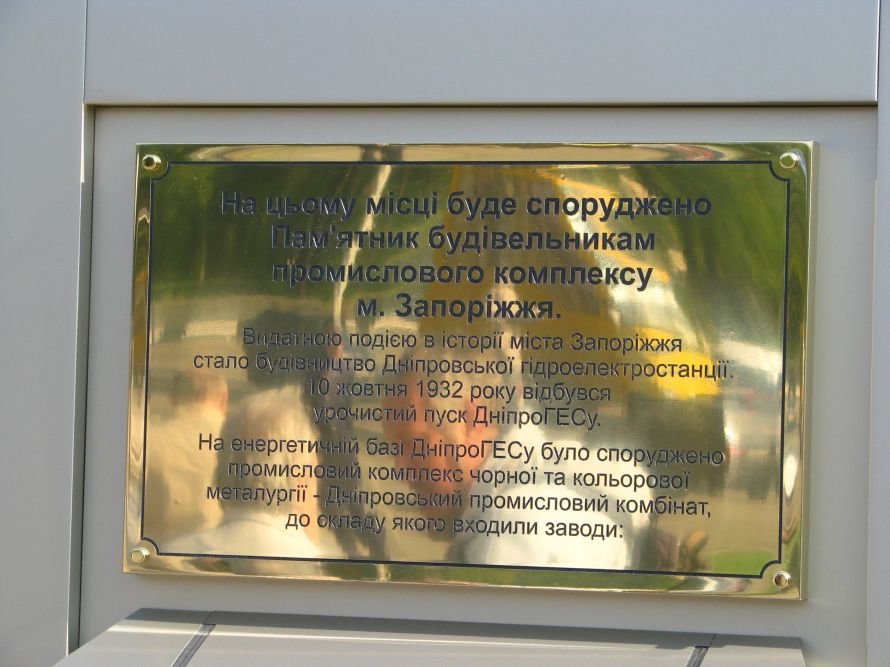 На цьому місці буде споруджено
Пам'ятник будівельникам
промислового комплексу
м. Запоріжжя.
Видатною подією в історії міста Запоріжжя
стало будівництво Дніпровської гідроелектростанції.
10 жовтня 1932 року відбувся
урочистий пуск ДніпроГЕСу.
На енергетичній базі ДніпроГЕСу було споруджено
промисловий комплекс чорної та кольорової
металургії - Дніпровський промисловий комбінат,
до складу якого входили заводи: